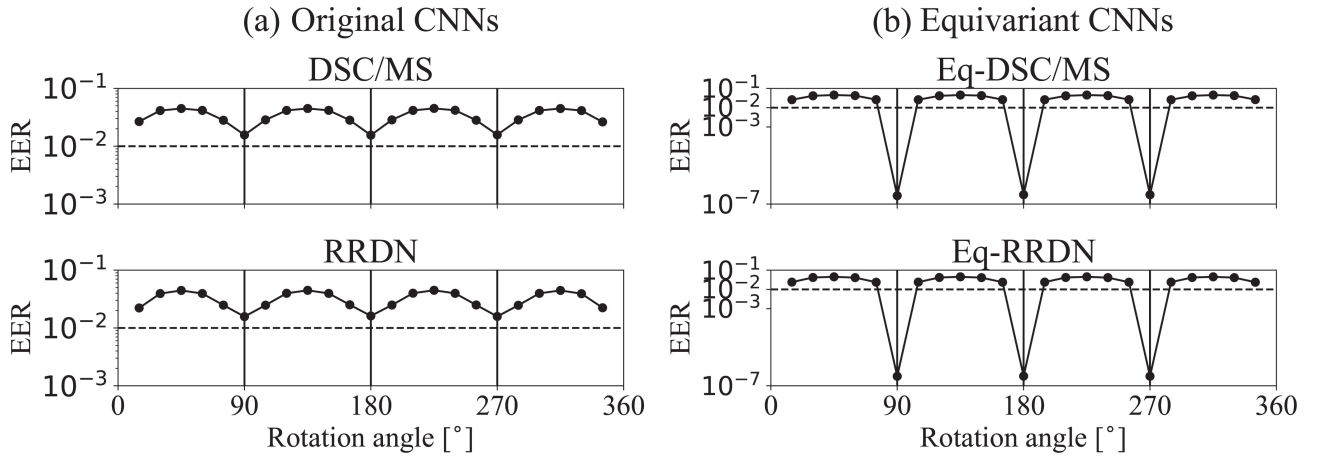 (a) Original CNNs
DSC/MS
10⁻¹
10⁻²
10⁻³
EER
RRDN
10⁻¹
10⁻²
10⁻³
EER
0 90 180 270 360
Rotation angle [˚]
(b) Equivariant CNNs
Eq-DSC/MS
10⁻¹
10⁻²
10⁻³
10⁻⁷
EER
Eq-RRDN
10⁻¹
10⁻²
10⁻³
10⁻⁷
EER
0 90 180 270 360
Rotation angle [˚]